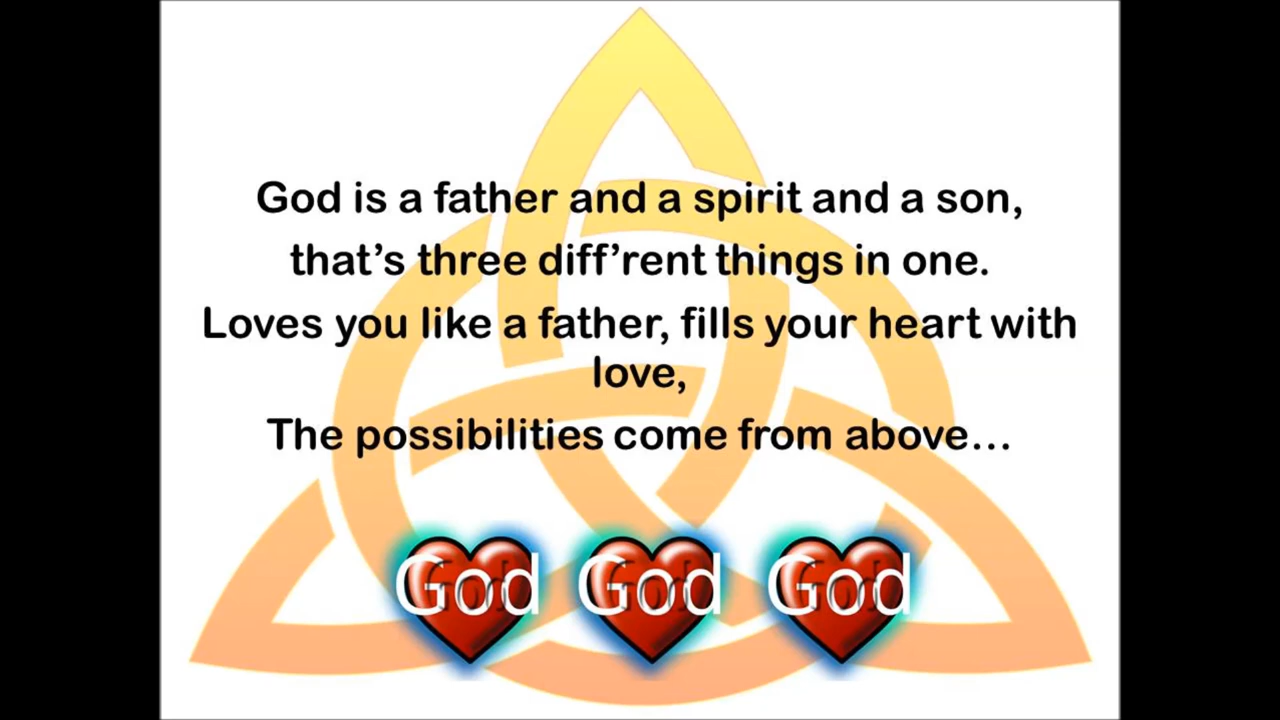 God is a father and a spirit and a son,
that’s three diff’rent things in one.
Loves you like a father, fills your heart with
love,
The possibilities come from above…
God God God